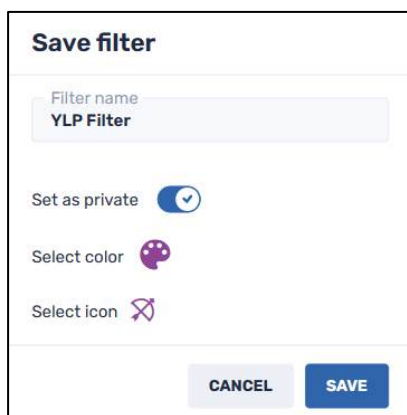 Save filter
Filter name
YLP Filter
Set as private
Select color
Select icon
CANCEL SAVE